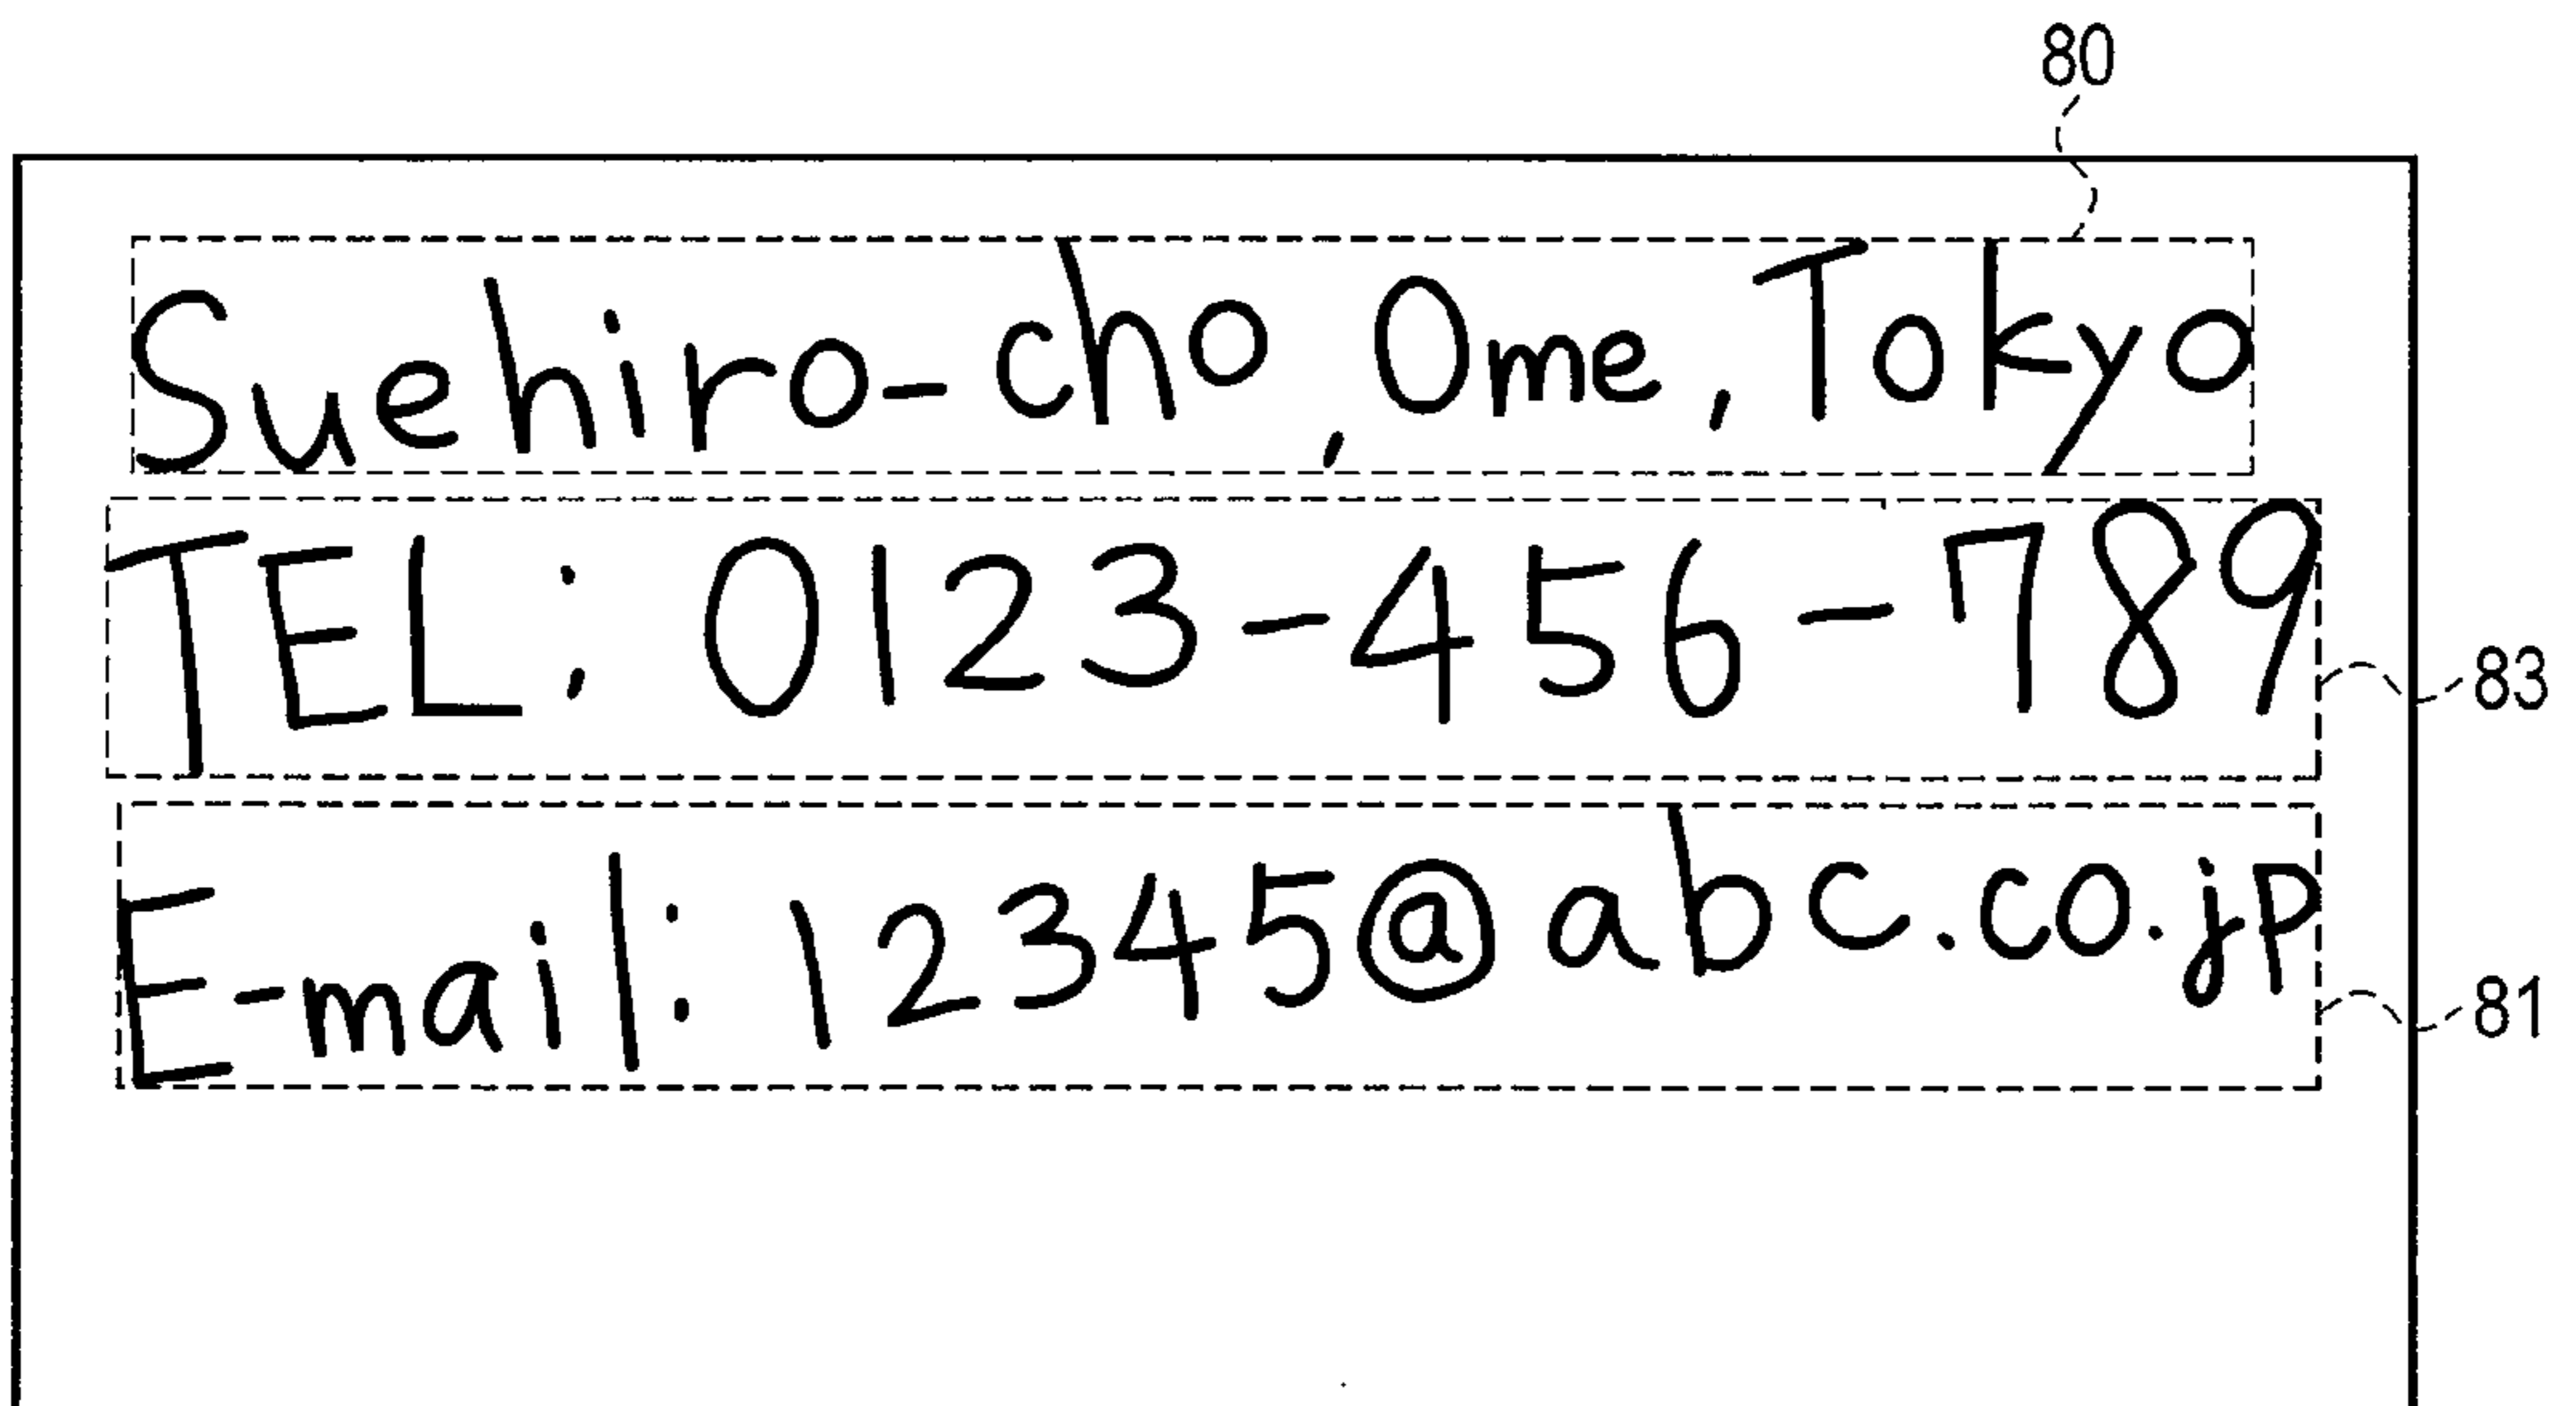 80
Suehiro-cho, Ome, Tokyo
TEL: 0123-456-789
83
E-mail: 12345@abc.co.jp
81